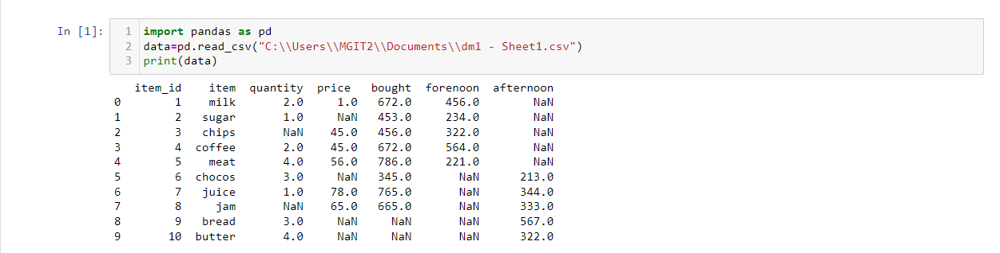 In [1]:
1 import pandas as pd
2 data=pd.read_csv("C:\\Users\\MGIT2\\Documents\\dm1 - Sheet1.csv")
3 print(data)
item_id item quantity price bought forenoon afternoon
0 1 milk 2.0 1.0 672.0 456.0 NaN
1 2 sugar 1.0 NaN 453.0 234.0 NaN
2 3 chips NaN 45.0 456.0 322.0 NaN
3 4 coffee 2.0 45.0 672.0 564.0 NaN
4 5 meat 4.0 56.0 786.0 221.0 NaN
5 6 chocos 3.0 NaN 345.0 NaN 213.0
6 7 juice 1.0 78.0 765.0 NaN 344.0
7 8 jam NaN 65.0 665.0 NaN 333.0
8 9 bread 3.0 NaN NaN NaN 567.0
9 10 butter 4.0 NaN NaN NaN 322.0